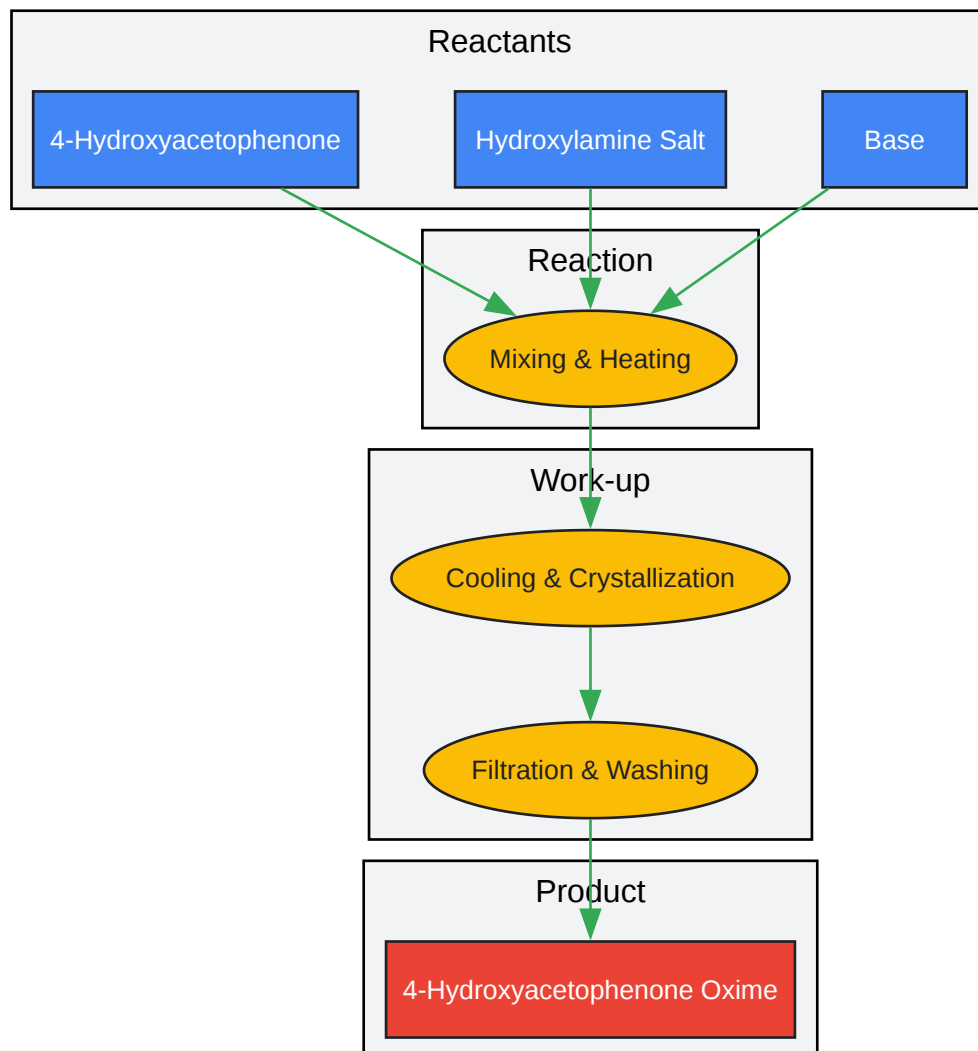 Reactants
4-Hydroxyacetophenone
Hydroxylamine Salt
Base
Reaction
Mixing & Heating
Work-up
Cooling & Crystallization
Filtration & Washing
Product
4-Hydroxyacetophenone Oxime